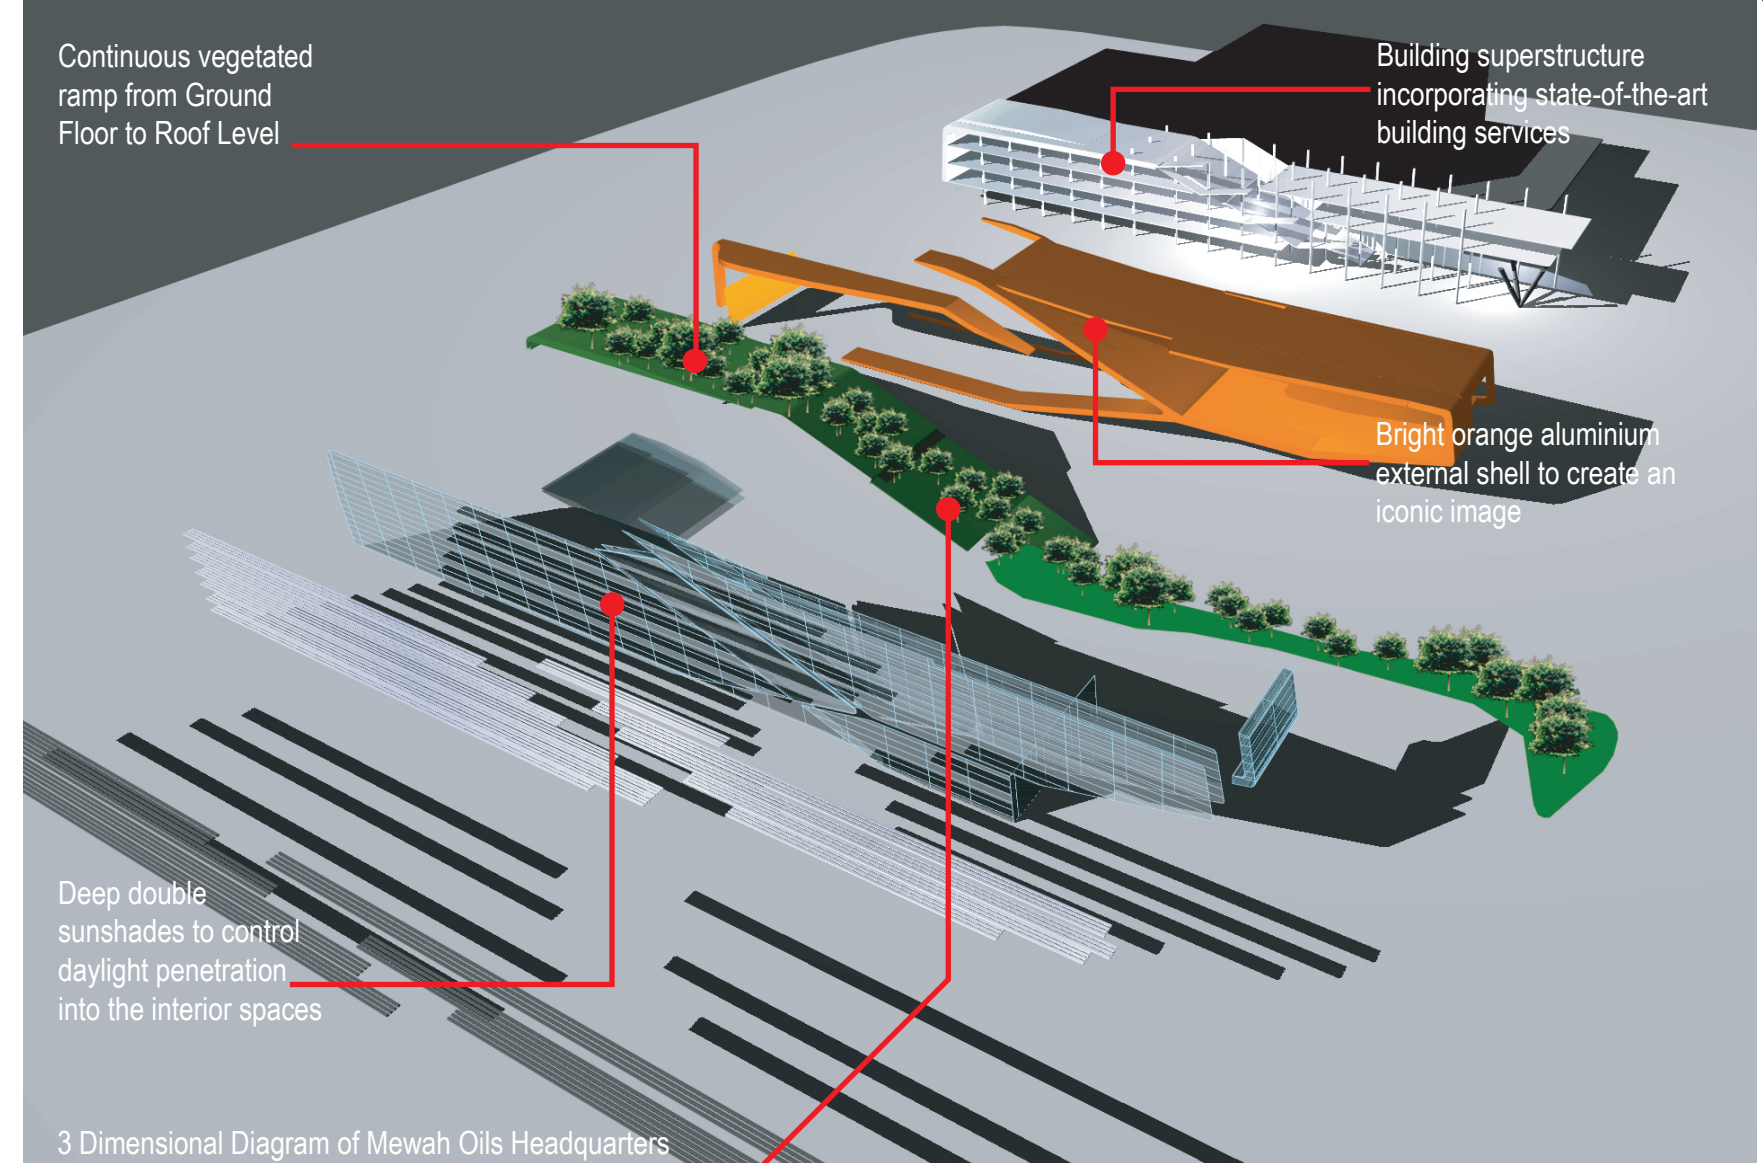 Continuous vegetated
ramp from Ground
Floor to Roof Level
Building superstructure
incorporating state-of-the-art
building services
Bright orange aluminium
external shell to create an
iconic image
Deep double
sunshades to control
daylight penetration
into the interior spaces
3 Dimensional Diagram of Mewah Oils Headquarters